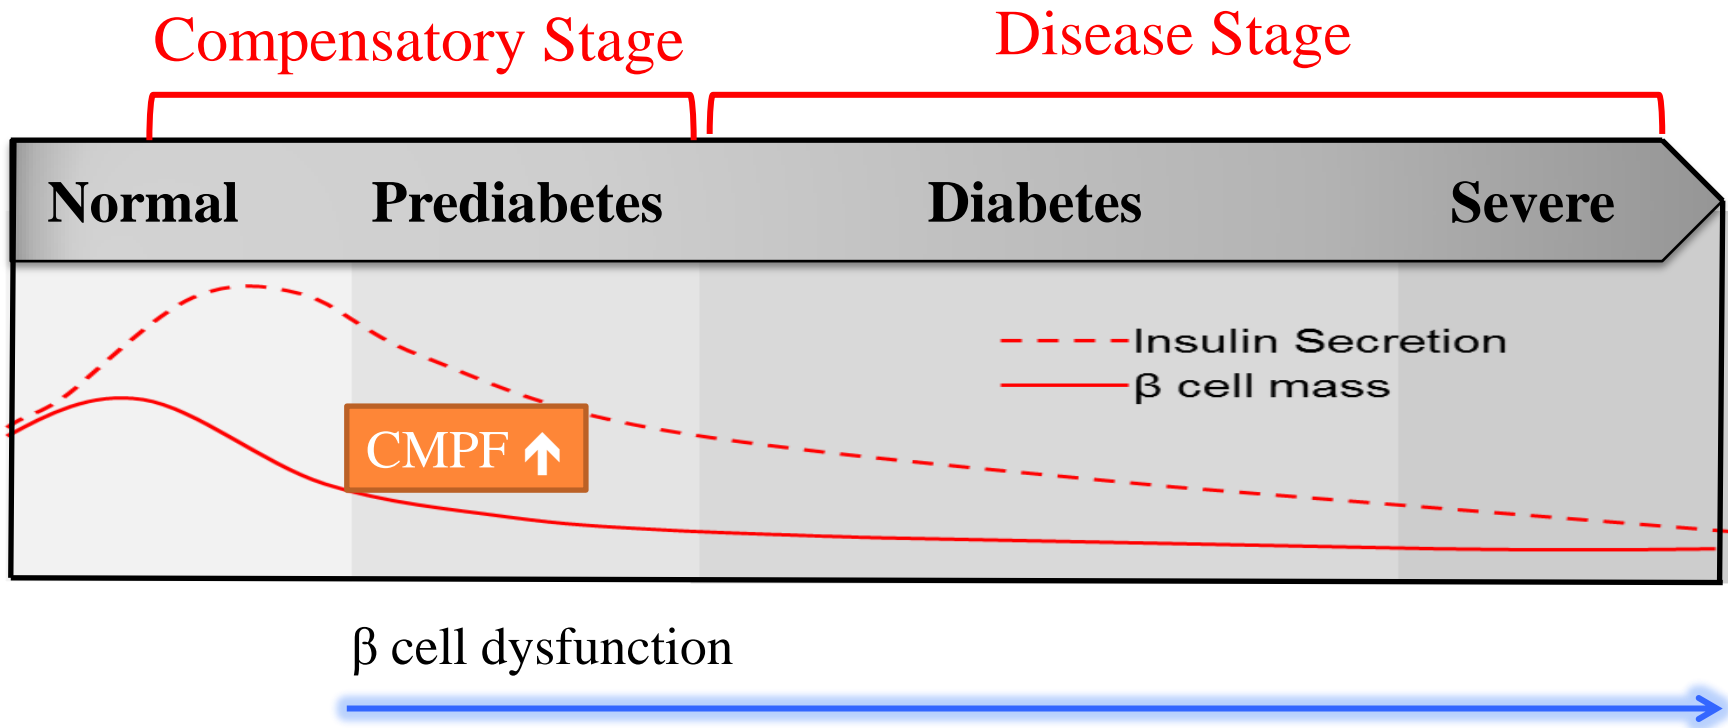 Compensatory Stage
Disease Stage
Normal
Prediabetes
Diabetes
Severe
Insulin Secretion
β cell mass
CMPF ↑
β cell dysfunction